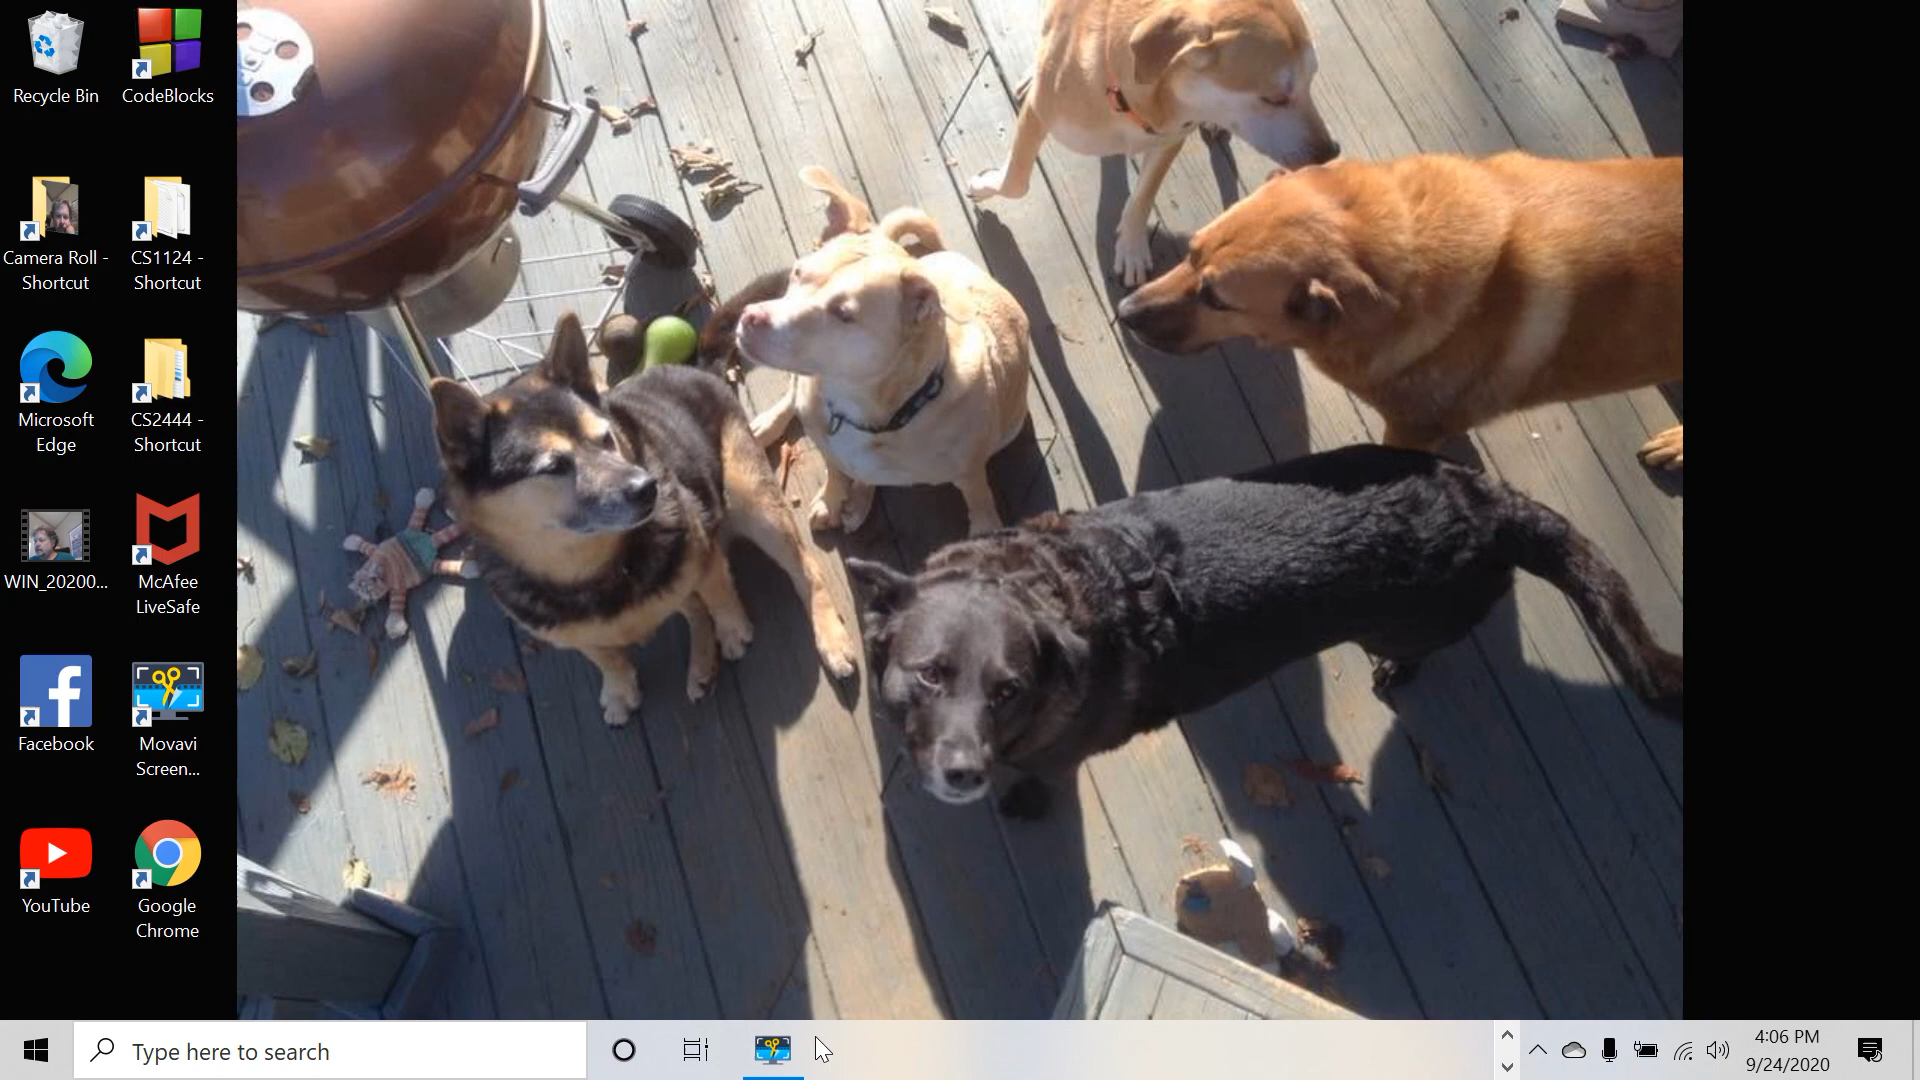 Recycle Bin
CodeBlocks
Camera Roll -
Shortcut
CS1124 -
Shortcut
Microsoft
Edge
CS2444 -
Shortcut
WIN_20200...
McAfee
LiveSafe
Facebook
Movavi
Screen...
YouTube
Google
Chrome
Type here to search
4:06 PM
9/24/2020